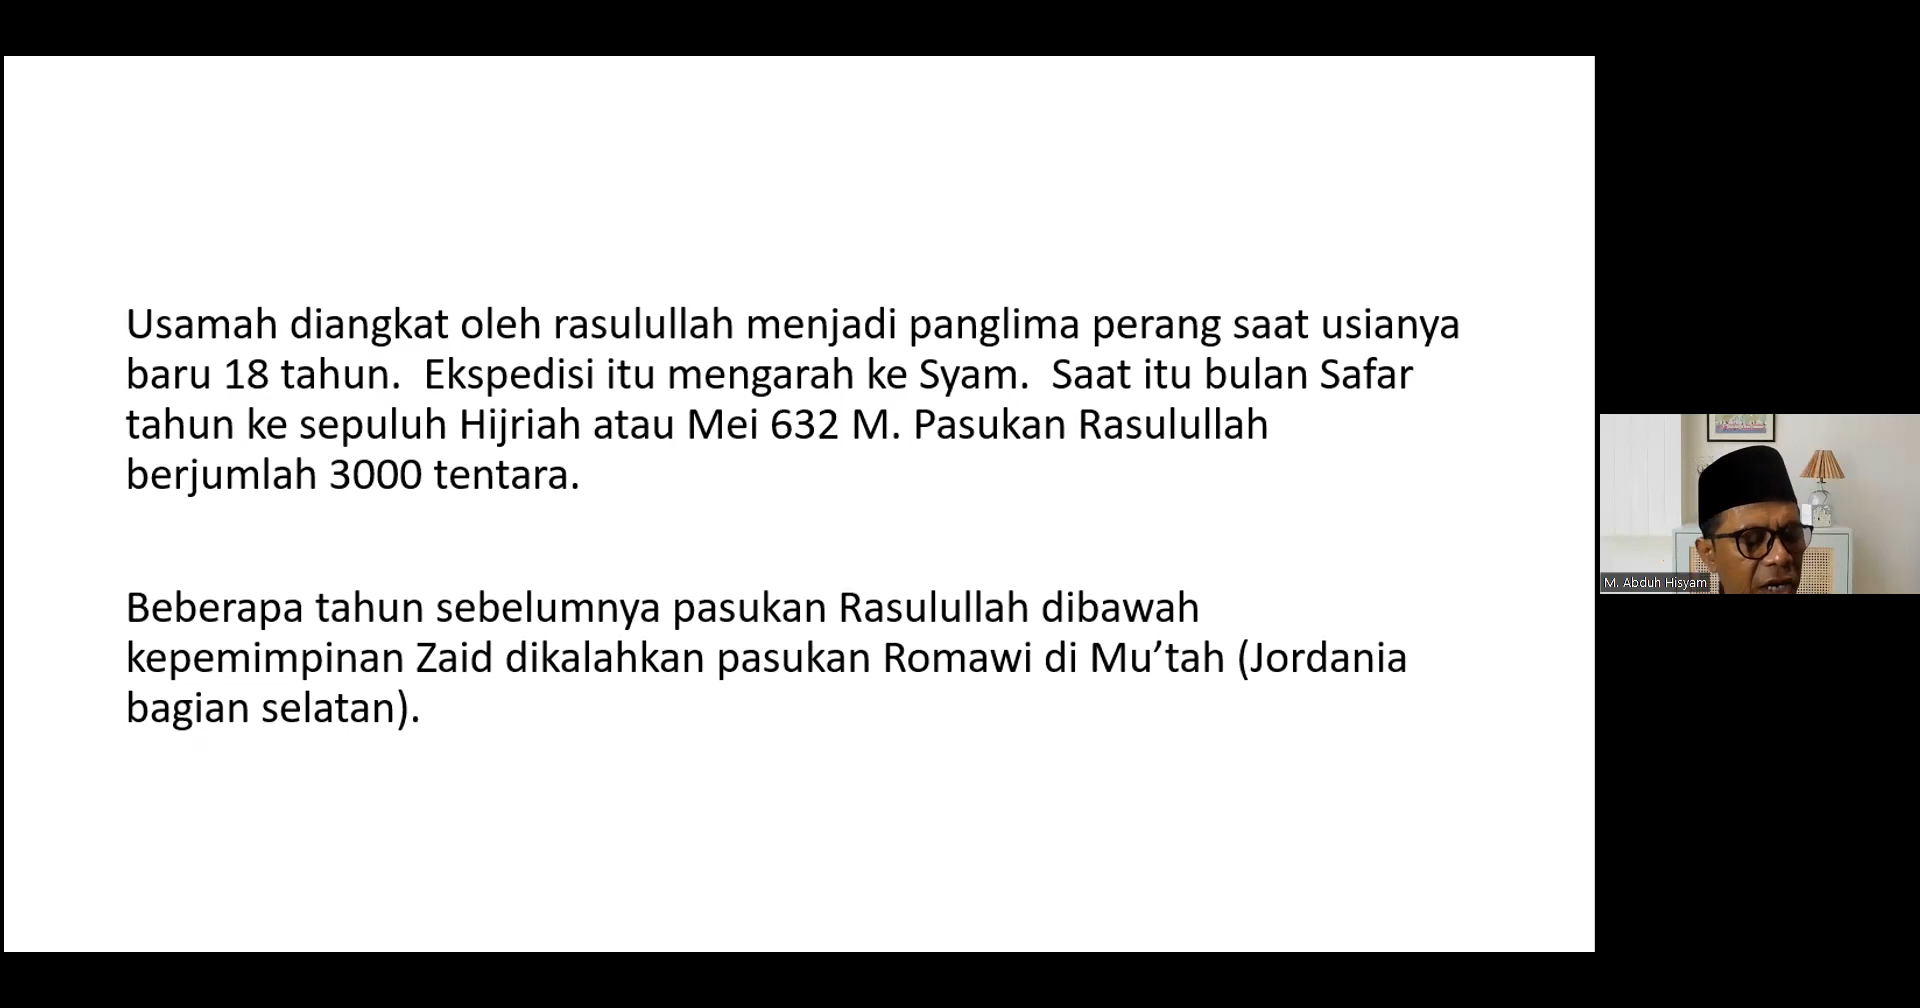 Usamah diangkat oleh rasulullah menjadi panglima perang saat usianya
baru 18 tahun.  Ekspedisi itu mengarah ke Syam.  Saat itu bulan Safar
tahun ke sepuluh Hijriah atau Mei 632 M. Pasukan Rasulullah
berjumlah 3000 tentara.
Beberapa tahun sebelumnya pasukan Rasulullah dibawah
kepemimpinan Zaid dikalahkan pasukan Romawi di Mu’tah (Jordania
bagian selatan).
M. Abduh Hisyam